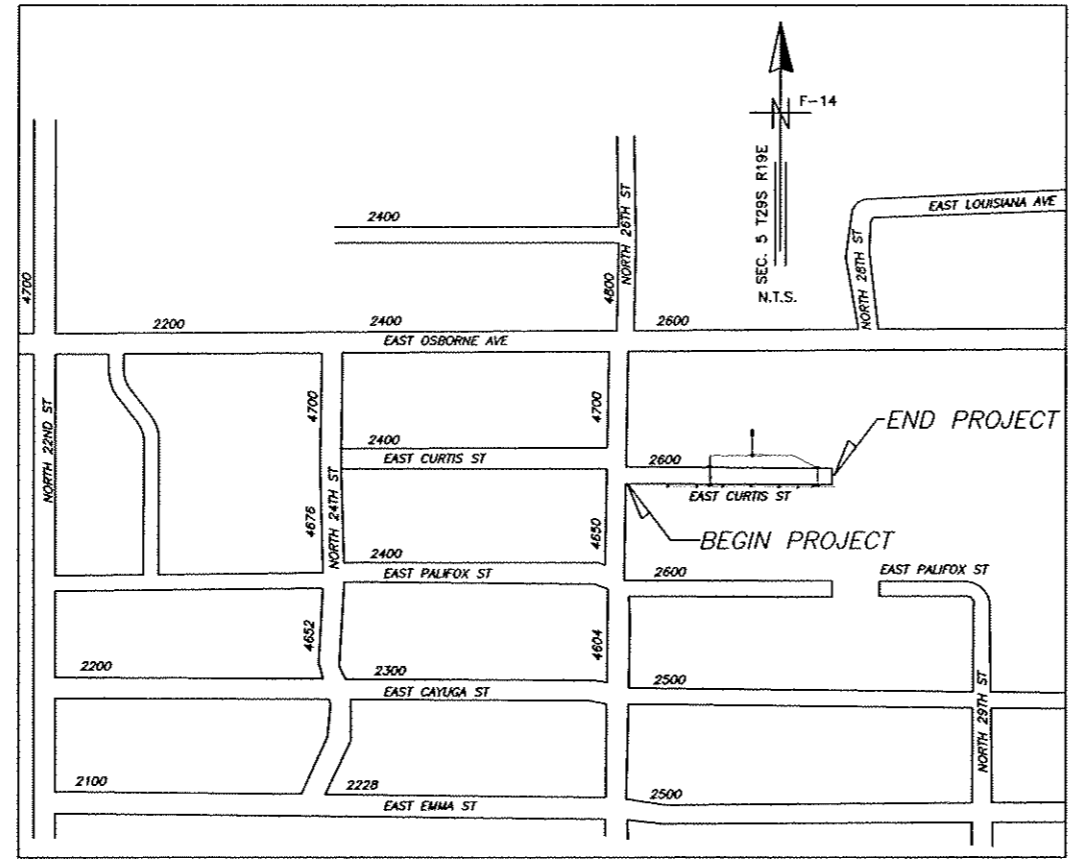 F-14
SEC. 5 T29S R19E
N.T.S.
EAST LOUISIANA AVE
NORTH 28TH ST
2400
NORTH 26TH ST
4800
4700
2200
2400
2600
EAST OSBORNE AVE
NORTH 22ND ST
4700
4700
2400
EAST CURTIS ST
2600
EAST CURTIS ST
END PROJECT
BEGIN PROJECT
4676
NORTH 24TH ST
4650
2400
EAST PALIFOX ST
2600
EAST PALIFOX ST
4652
4604
2200
2300
EAST CAYUGA ST
2500
NORTH 29TH ST
2100
2228
EAST EMMA ST
2500